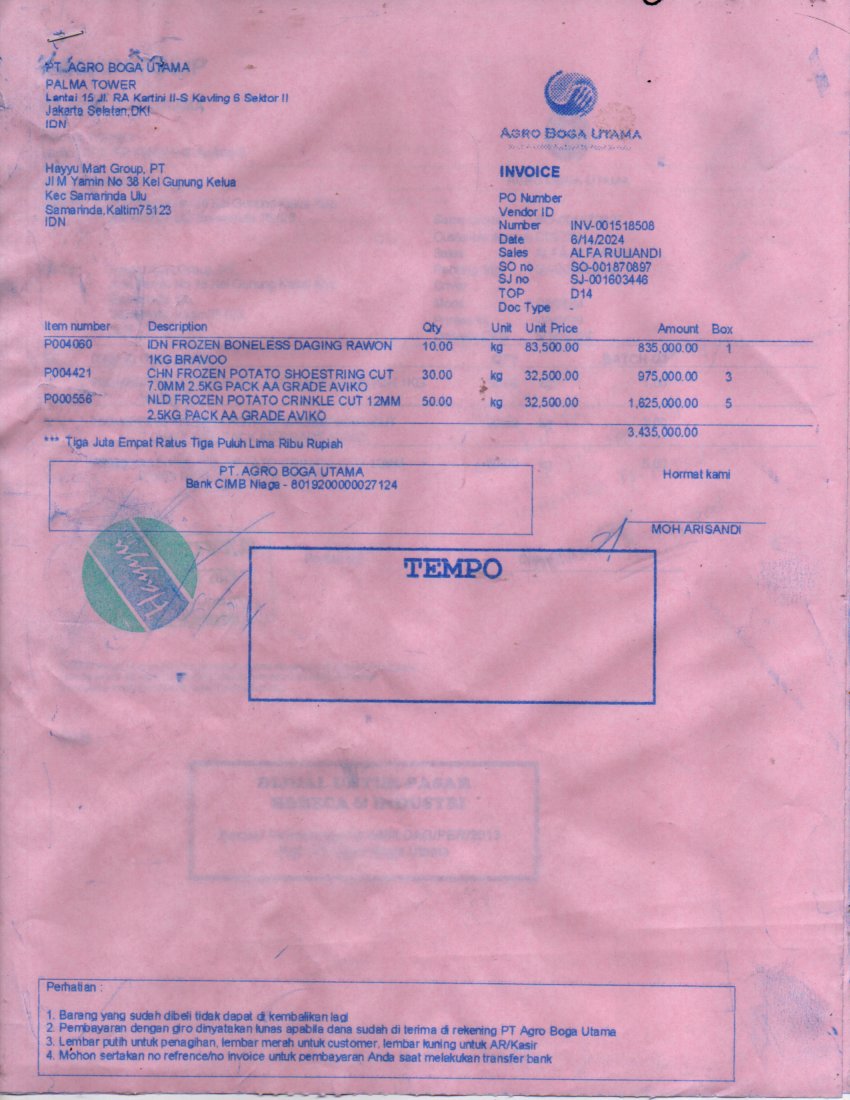 PT. AGRO BOGA UTAMA
PALMA TOWER
Lantai 15 Jl. RA Kartini II-S Kavling 6 Sektor II
Jakarta Selatan,DKI
IDN
AGRO BOGA UTAMA
Hayyu Mart Group, PT
Jl M Yamin No 38 Kel Gunung Kelua
Kec Samarinda Ulu
Samarinda,Kaltim75123
IDN
INVOICE
PO Number
Vendor ID
Number INV-001518508
Date 6/14/2024
Sales ALFA RULIANDI
SO no SO-001870897
SJ no SJ-001603446
TOP D14
Doc Type -
Item number Description Qty Unit Unit Price Amount Box
P004060 IDN FROZEN BONELESS DAGING RAWON 10.00 kg 83,500.00 835,000.00 1
1KG BRAVOO
P004421 CHN FROZEN POTATO SHOESTRING CUT 30.00 kg 32,500.00 975,000.00 3
7.0MM 2.5KG PACK AA GRADE AVIKO
P000556 NLD FROZEN POTATO CRINKLE CUT 12MM 50.00 kg 32,500.00 1,625,000.00 5
2.5KG PACK AA GRADE AVIKO
3,435,000.00
*** Tiga Juta Empat Ratus Tiga Puluh Lima Ribu Rupiah
PT. AGRO BOGA UTAMA
Bank CIMB Niaga - 8019200000027124
Hormat kami
MOH ARISANDI
Hayyu
TEMPO
DIJUAL UNTUK PASAR
HORECA & INDUSTRI
Perhatian :
1. Barang yang sudah dibeli tidak dapat di kembalikan lagi
2. Pembayaran dengan giro dinyatakan lunas apabila dana sudah di terima di rekening PT Agro Boga Utama
3. Lembar putih untuk penagihan, lembar merah untuk customer, lembar kuning untuk AR/Kasir
4. Mohon sertakan no refrence/no invoice untuk pembayaran Anda saat melakukan transfer bank